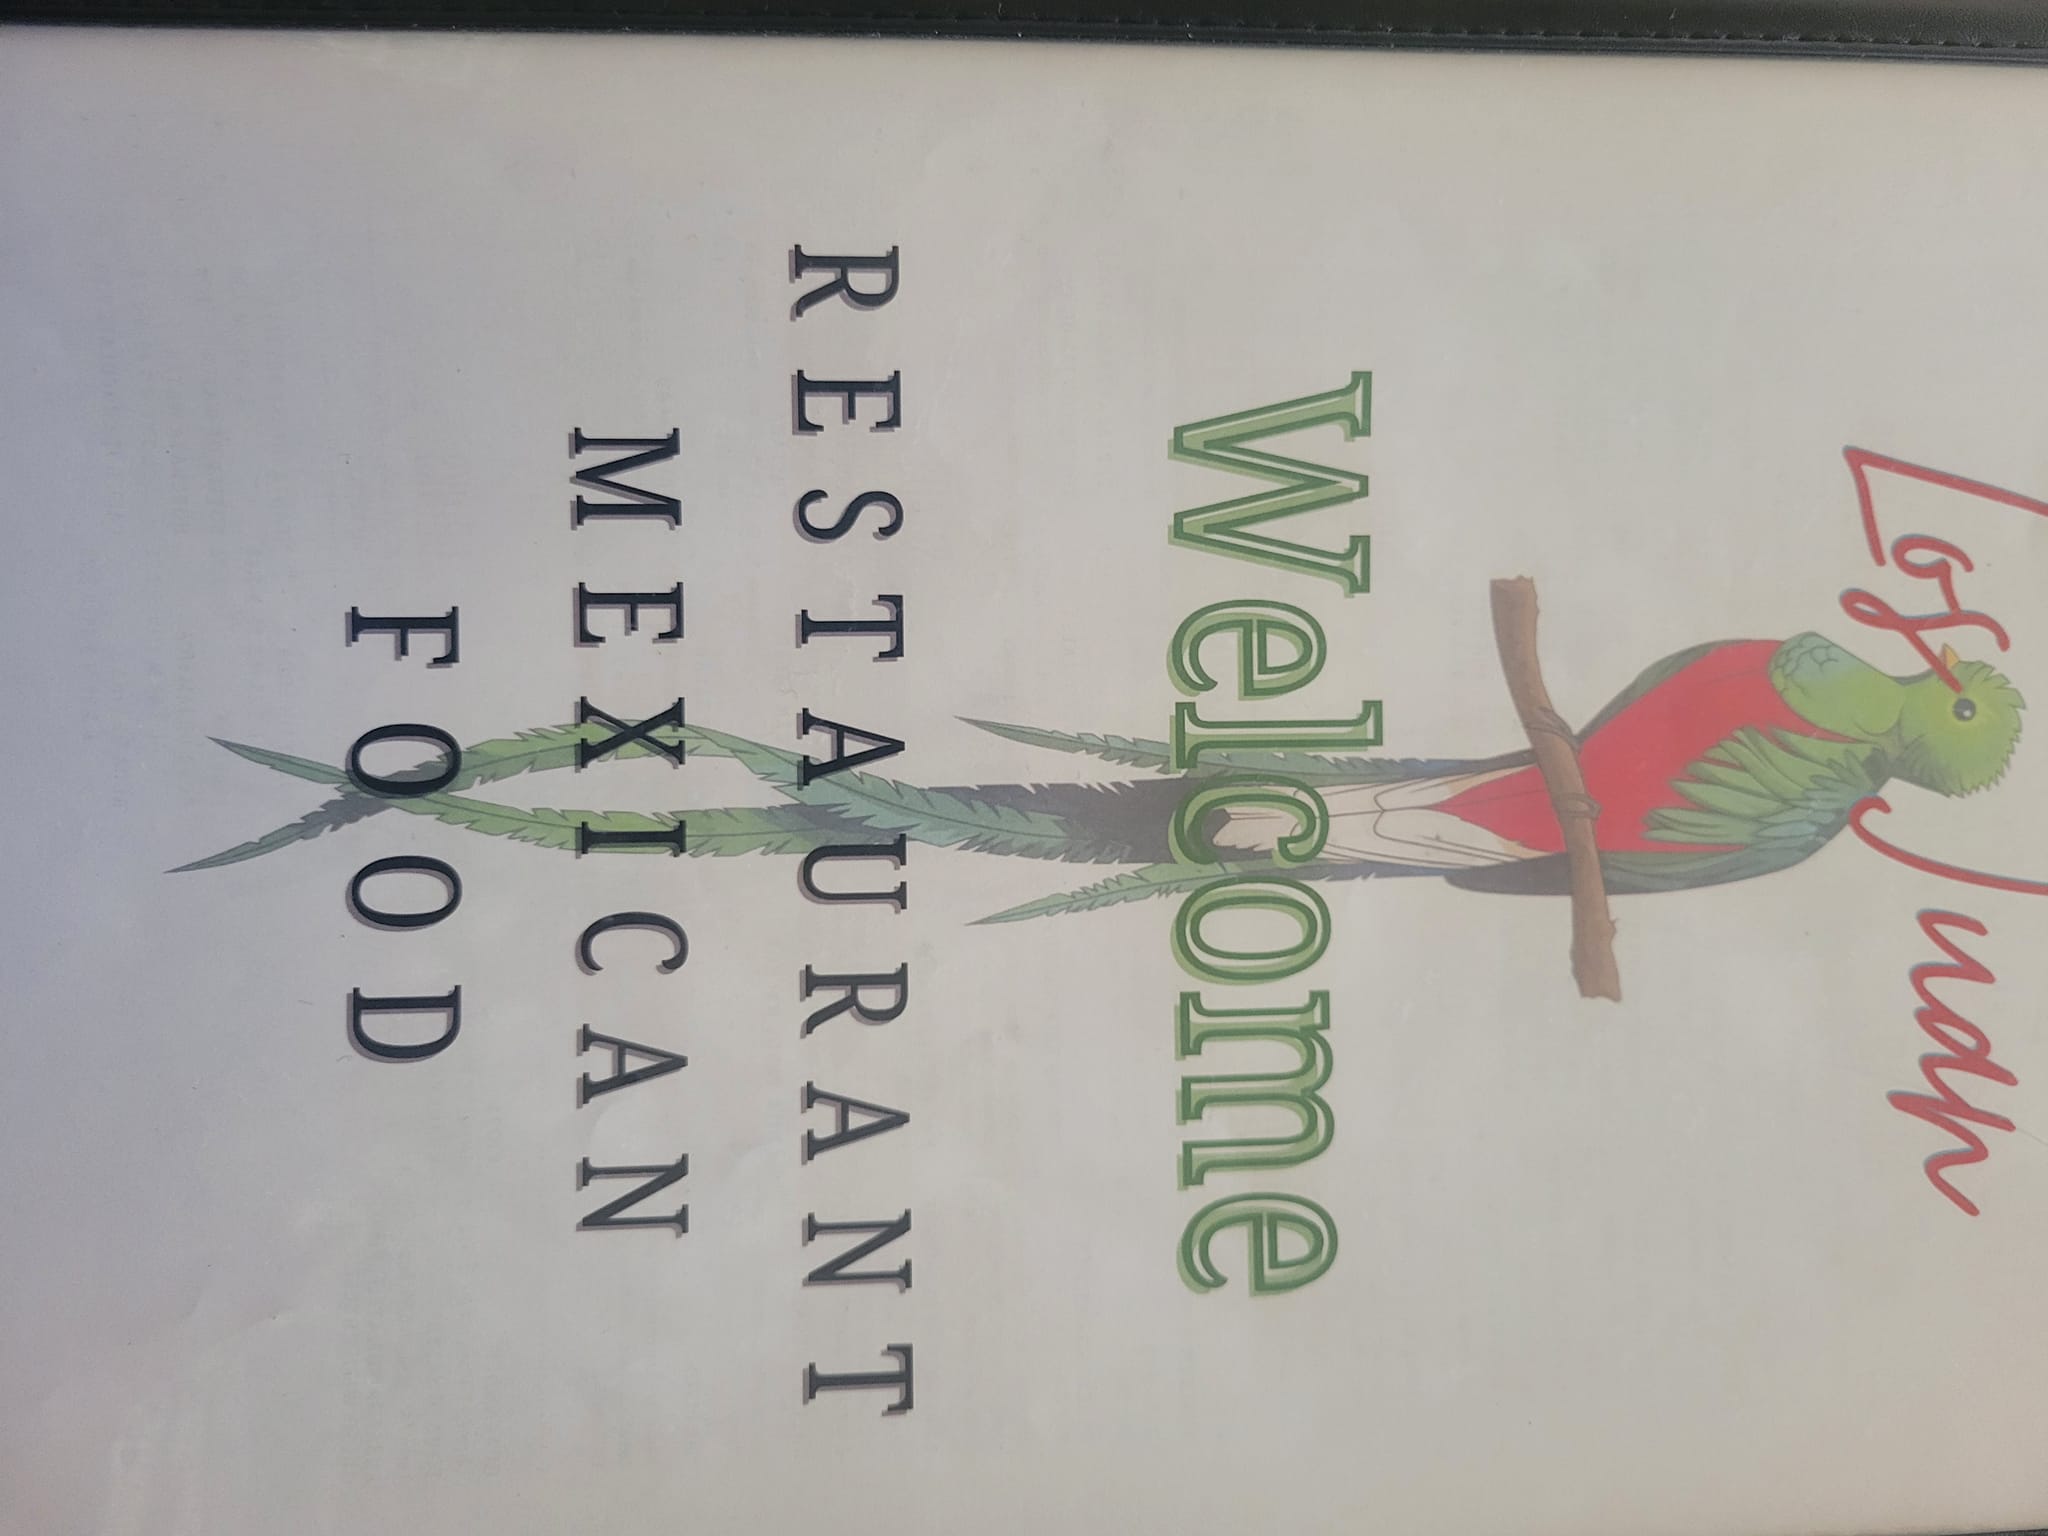 Los Juan
Welcome
RESTAURANT
MEXICAN
FOOD